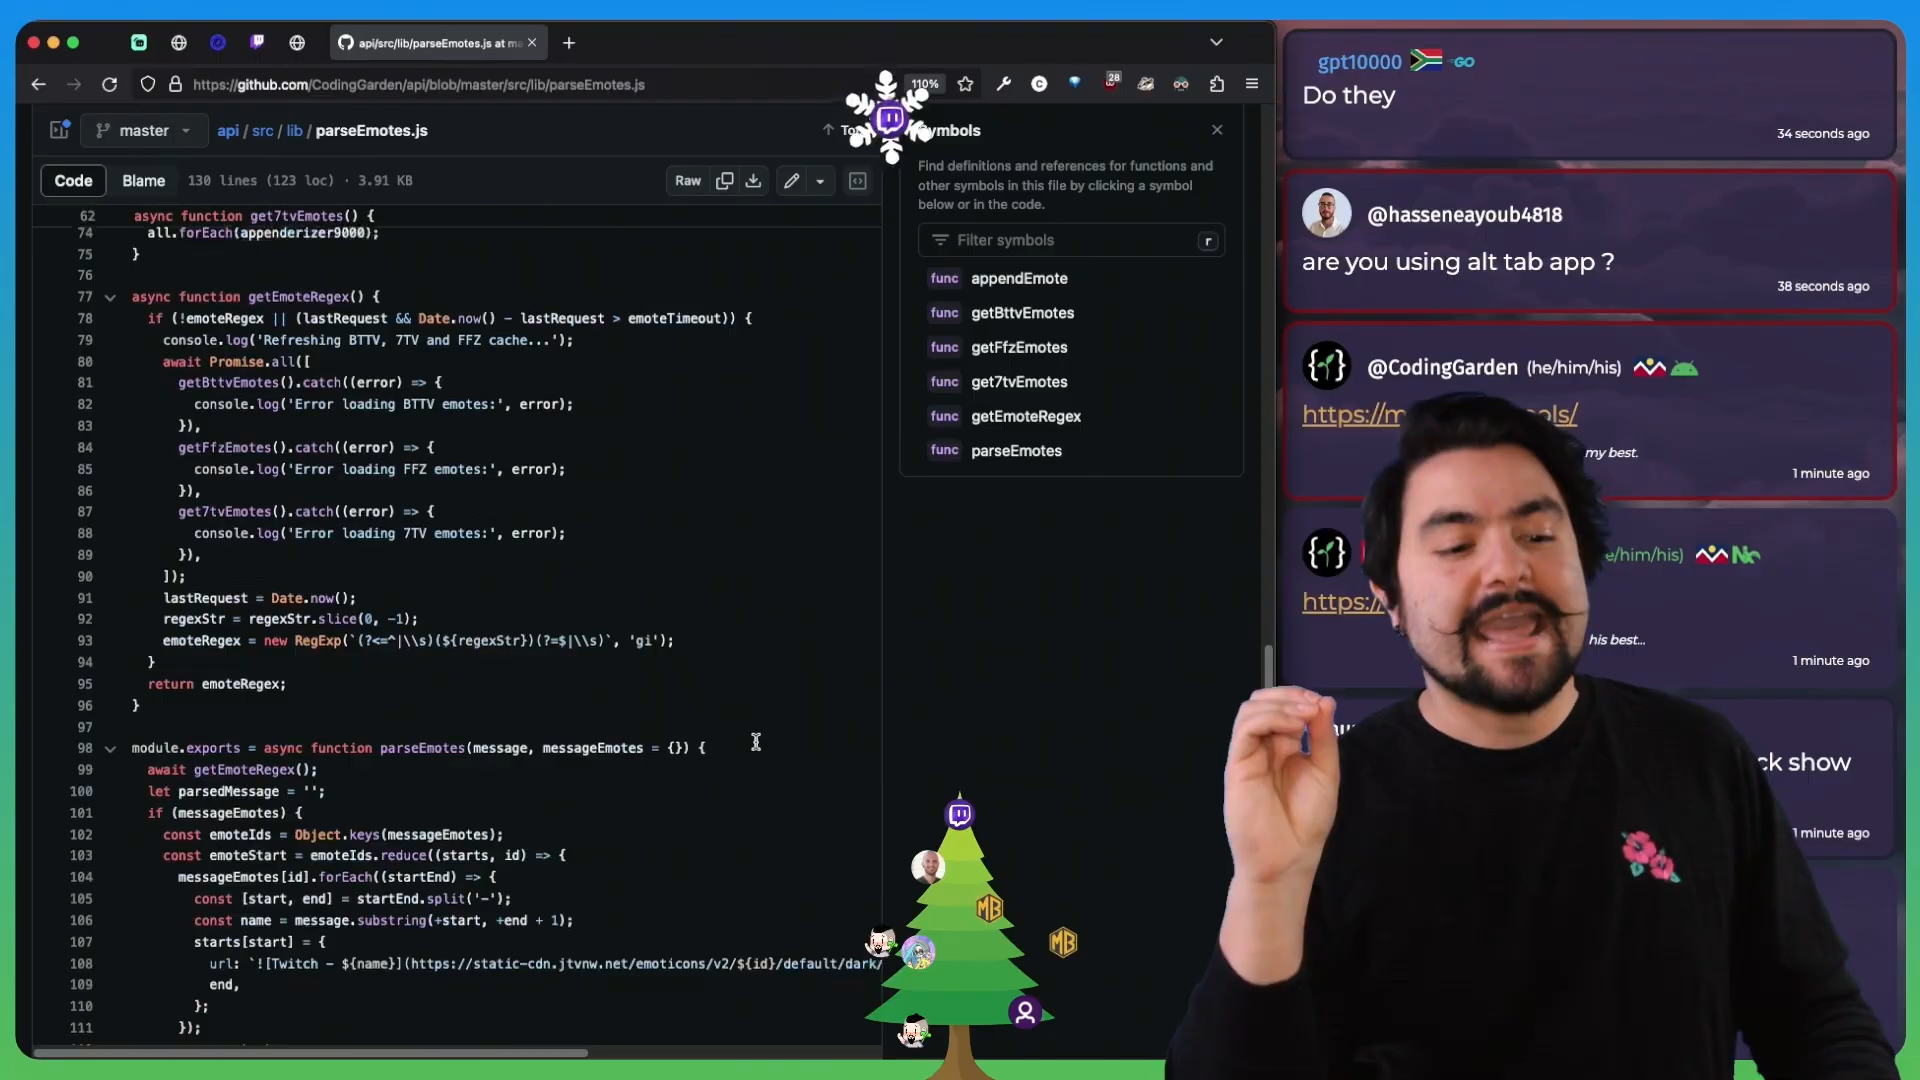 api/src/lib/parseEmotes.js at ma
https://github.com/CodingGarden/api/blob/master/src/lib/parseEmotes.js
110%
28
master
api / src / lib / parseEmotes.js
Code
Blame
130 lines (123 loc) · 3.91 KB
Raw
62 async function get7tvEmotes() {
74 all.forEach(appenderizer9000);
75 }
76
77 async function getEmoteRegex() {
78 if (!emoteRegex || (lastRequest && Date.now() - lastRequest > emoteTimeout)) {
79 console.log('Refreshing BTTV, 7TV and FFZ cache...');
80 await Promise.all([
81 getBttvEmotes().catch((error) => {
82 console.log('Error loading BTTV emotes:', error);
83 }),
84 getFfzEmotes().catch((error) => {
85 console.log('Error loading FFZ emotes:', error);
86 }),
87 get7tvEmotes().catch((error) => {
88 console.log('Error loading 7TV emotes:', error);
89 }),
90 ]);
91 lastRequest = Date.now();
92 regexStr = regexStr.slice(0, -1);
93 emoteRegex = new RegExp(`(?<=^|\\s)(${regexStr})(?=$|\\s)`, 'gi');
94 }
95 return emoteRegex;
96 }
97
98 module.exports = async function parseEmotes(message, messageEmotes = {}) {
99 await getEmoteRegex();
100 let parsedMessage = '';
101 if (messageEmotes) {
102 const emoteIds = Object.keys(messageEmotes);
103 const emoteStart = emoteIds.reduce((starts, id) => {
104 messageEmotes[id].forEach((startEnd) => {
105 const [start, end] = startEnd.split('-');
106 const name = message.substring(+start, +end + 1);
107 starts[start] = {
108 url: `![Twitch - ${name}](https://static-cdn.jtvnw.net/emoticons/v2/${id}/default/dark/
109 end,
110 };
111 });
ymbols
Find definitions and references for functions and
other symbols in this file by clicking a symbol
below or in the code.
Filter symbols
r
func appendEmote
func getBttvEmotes
func getFfzEmotes
func get7tvEmotes
func getEmoteRegex
func parseEmotes
MB
MB
gpt10000
GO
Do they
34 seconds ago
@hasseneayoub4818
are you using alt tab app ?
38 seconds ago
@CodingGarden (he/him/his)
https://m ols/
my best.
1 minute ago
e/him/his)
https://
his best...
1 minute ago
ck show
1 minute ago